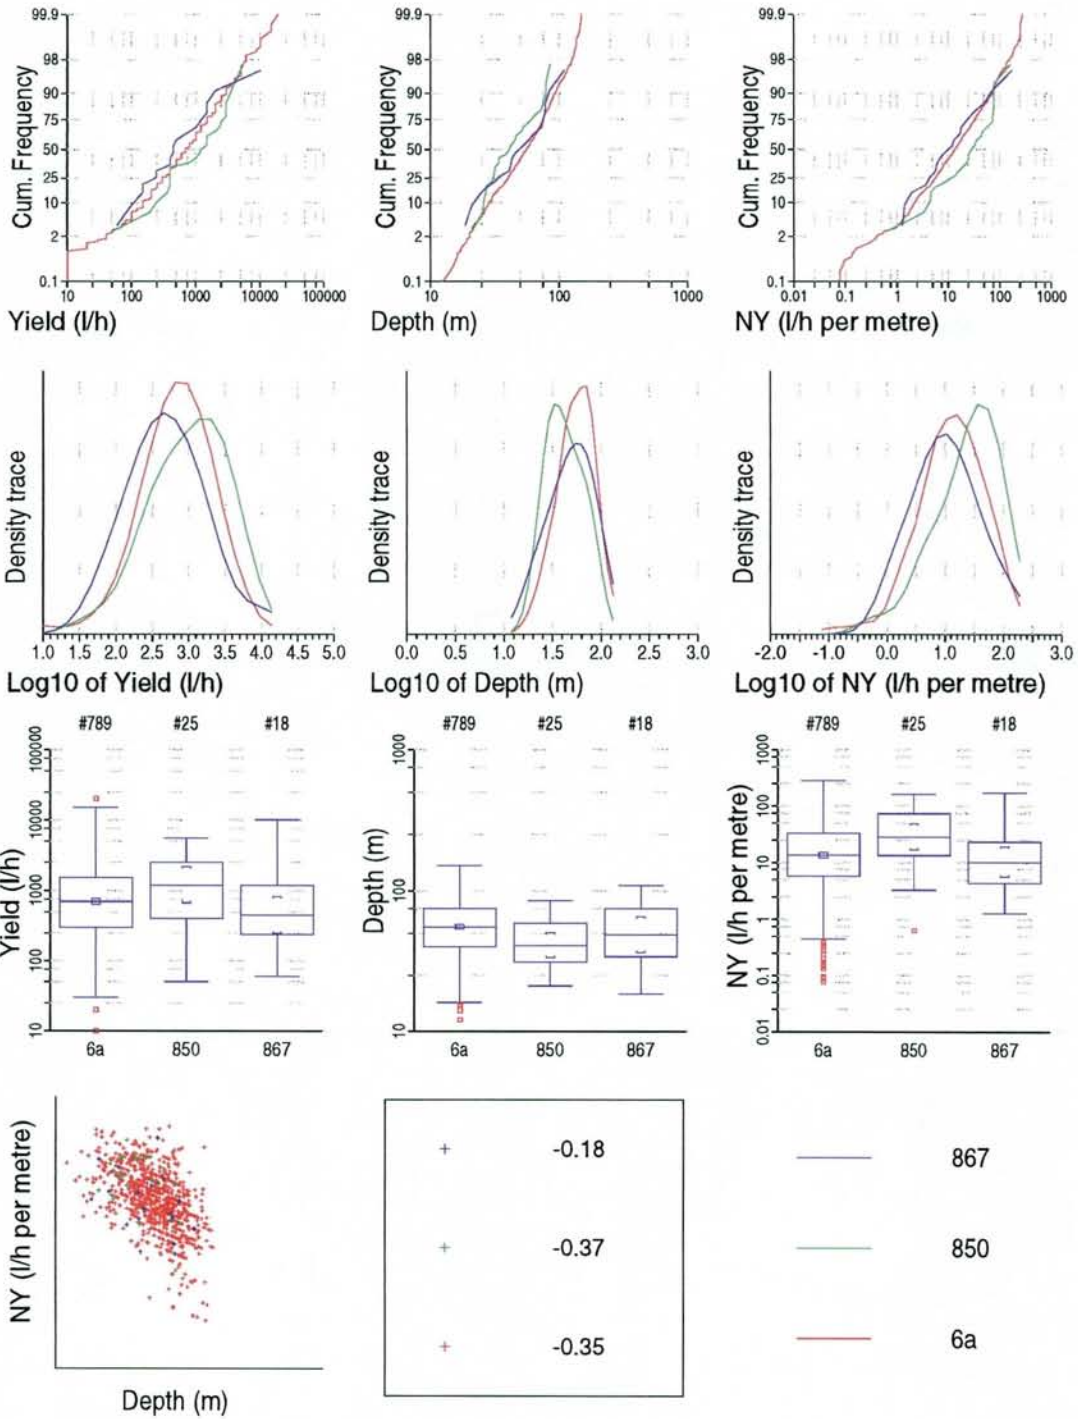 Cum. Frequency
99.9
98
90
75
50
25
10
2
0.1
10 100 1000 10000 100000
Yield (l/h)
Cum. Frequency
99.9
98
90
75
50
25
10
2
0.1
10 100 1000
Depth (m)
Cum. Frequency
99.9
98
90
75
50
25
10
2
0.1
0.01 0.1 1 10 100 1000
NY (l/h per metre)
Density trace
1.0 1.5 2.0 2.5 3.0 3.5 4.0 4.5 5.0
Log10 of Yield (l/h)
Density trace
0.0 0.5 1.0 1.5 2.0 2.5 3.0
Log10 of Depth (m)
Density trace
-2.0 -1.0 0.0 1.0 2.0 3.0
Log10 of NY (l/h per metre)
#789 #25 #18
Yield (l/h)
100000
10000
1000
100
10
6a 850 867
#789 #25 #18
Depth (m)
1000
100
10
6a 850 867
#789 #25 #18
NY (l/h per metre)
1000
100
10
1
0.1
0.01
6a 850 867
NY (l/h per metre)
Depth (m)
-0.18
-0.37
-0.35
867
850
6a